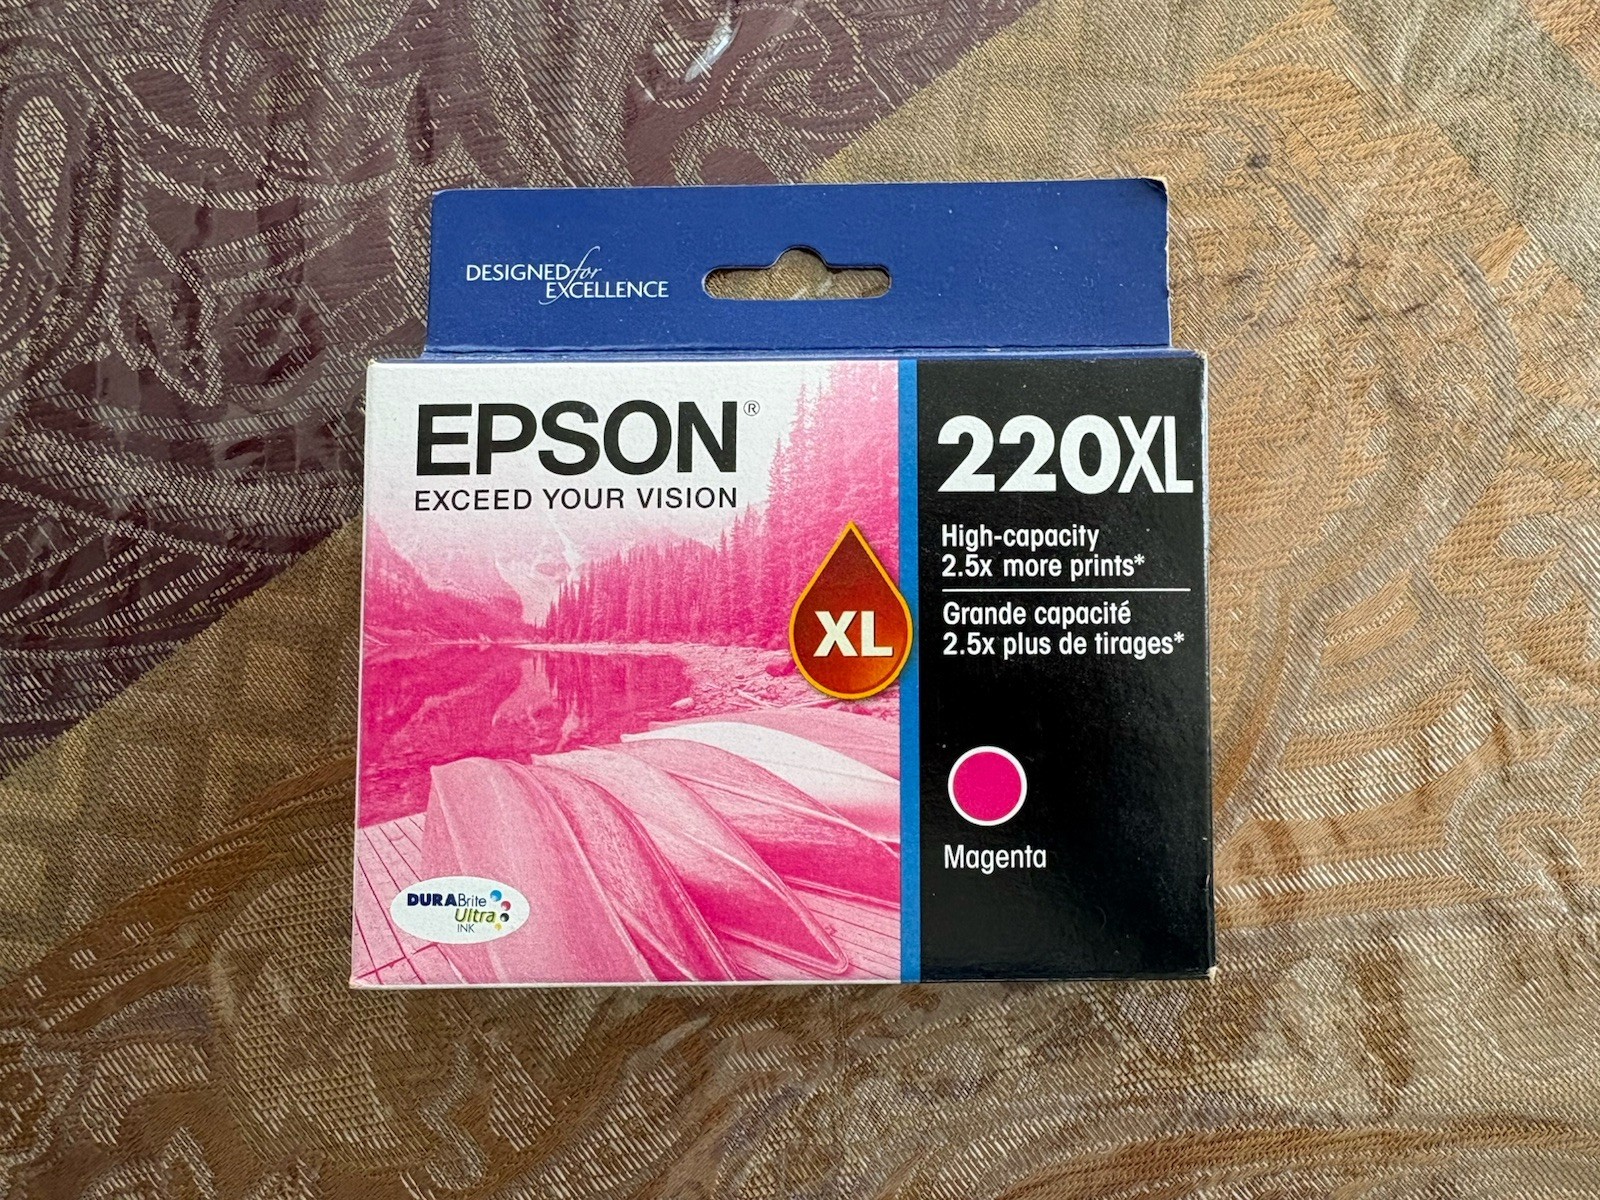 DESIGNED for
EXCELLENCE
EPSON®
EXCEED YOUR VISION
XL
220XL
High-capacity
2.5x more prints*
Grande capacité
2.5x plus de tirages*
Magenta
DURABrite
Ultra
INK